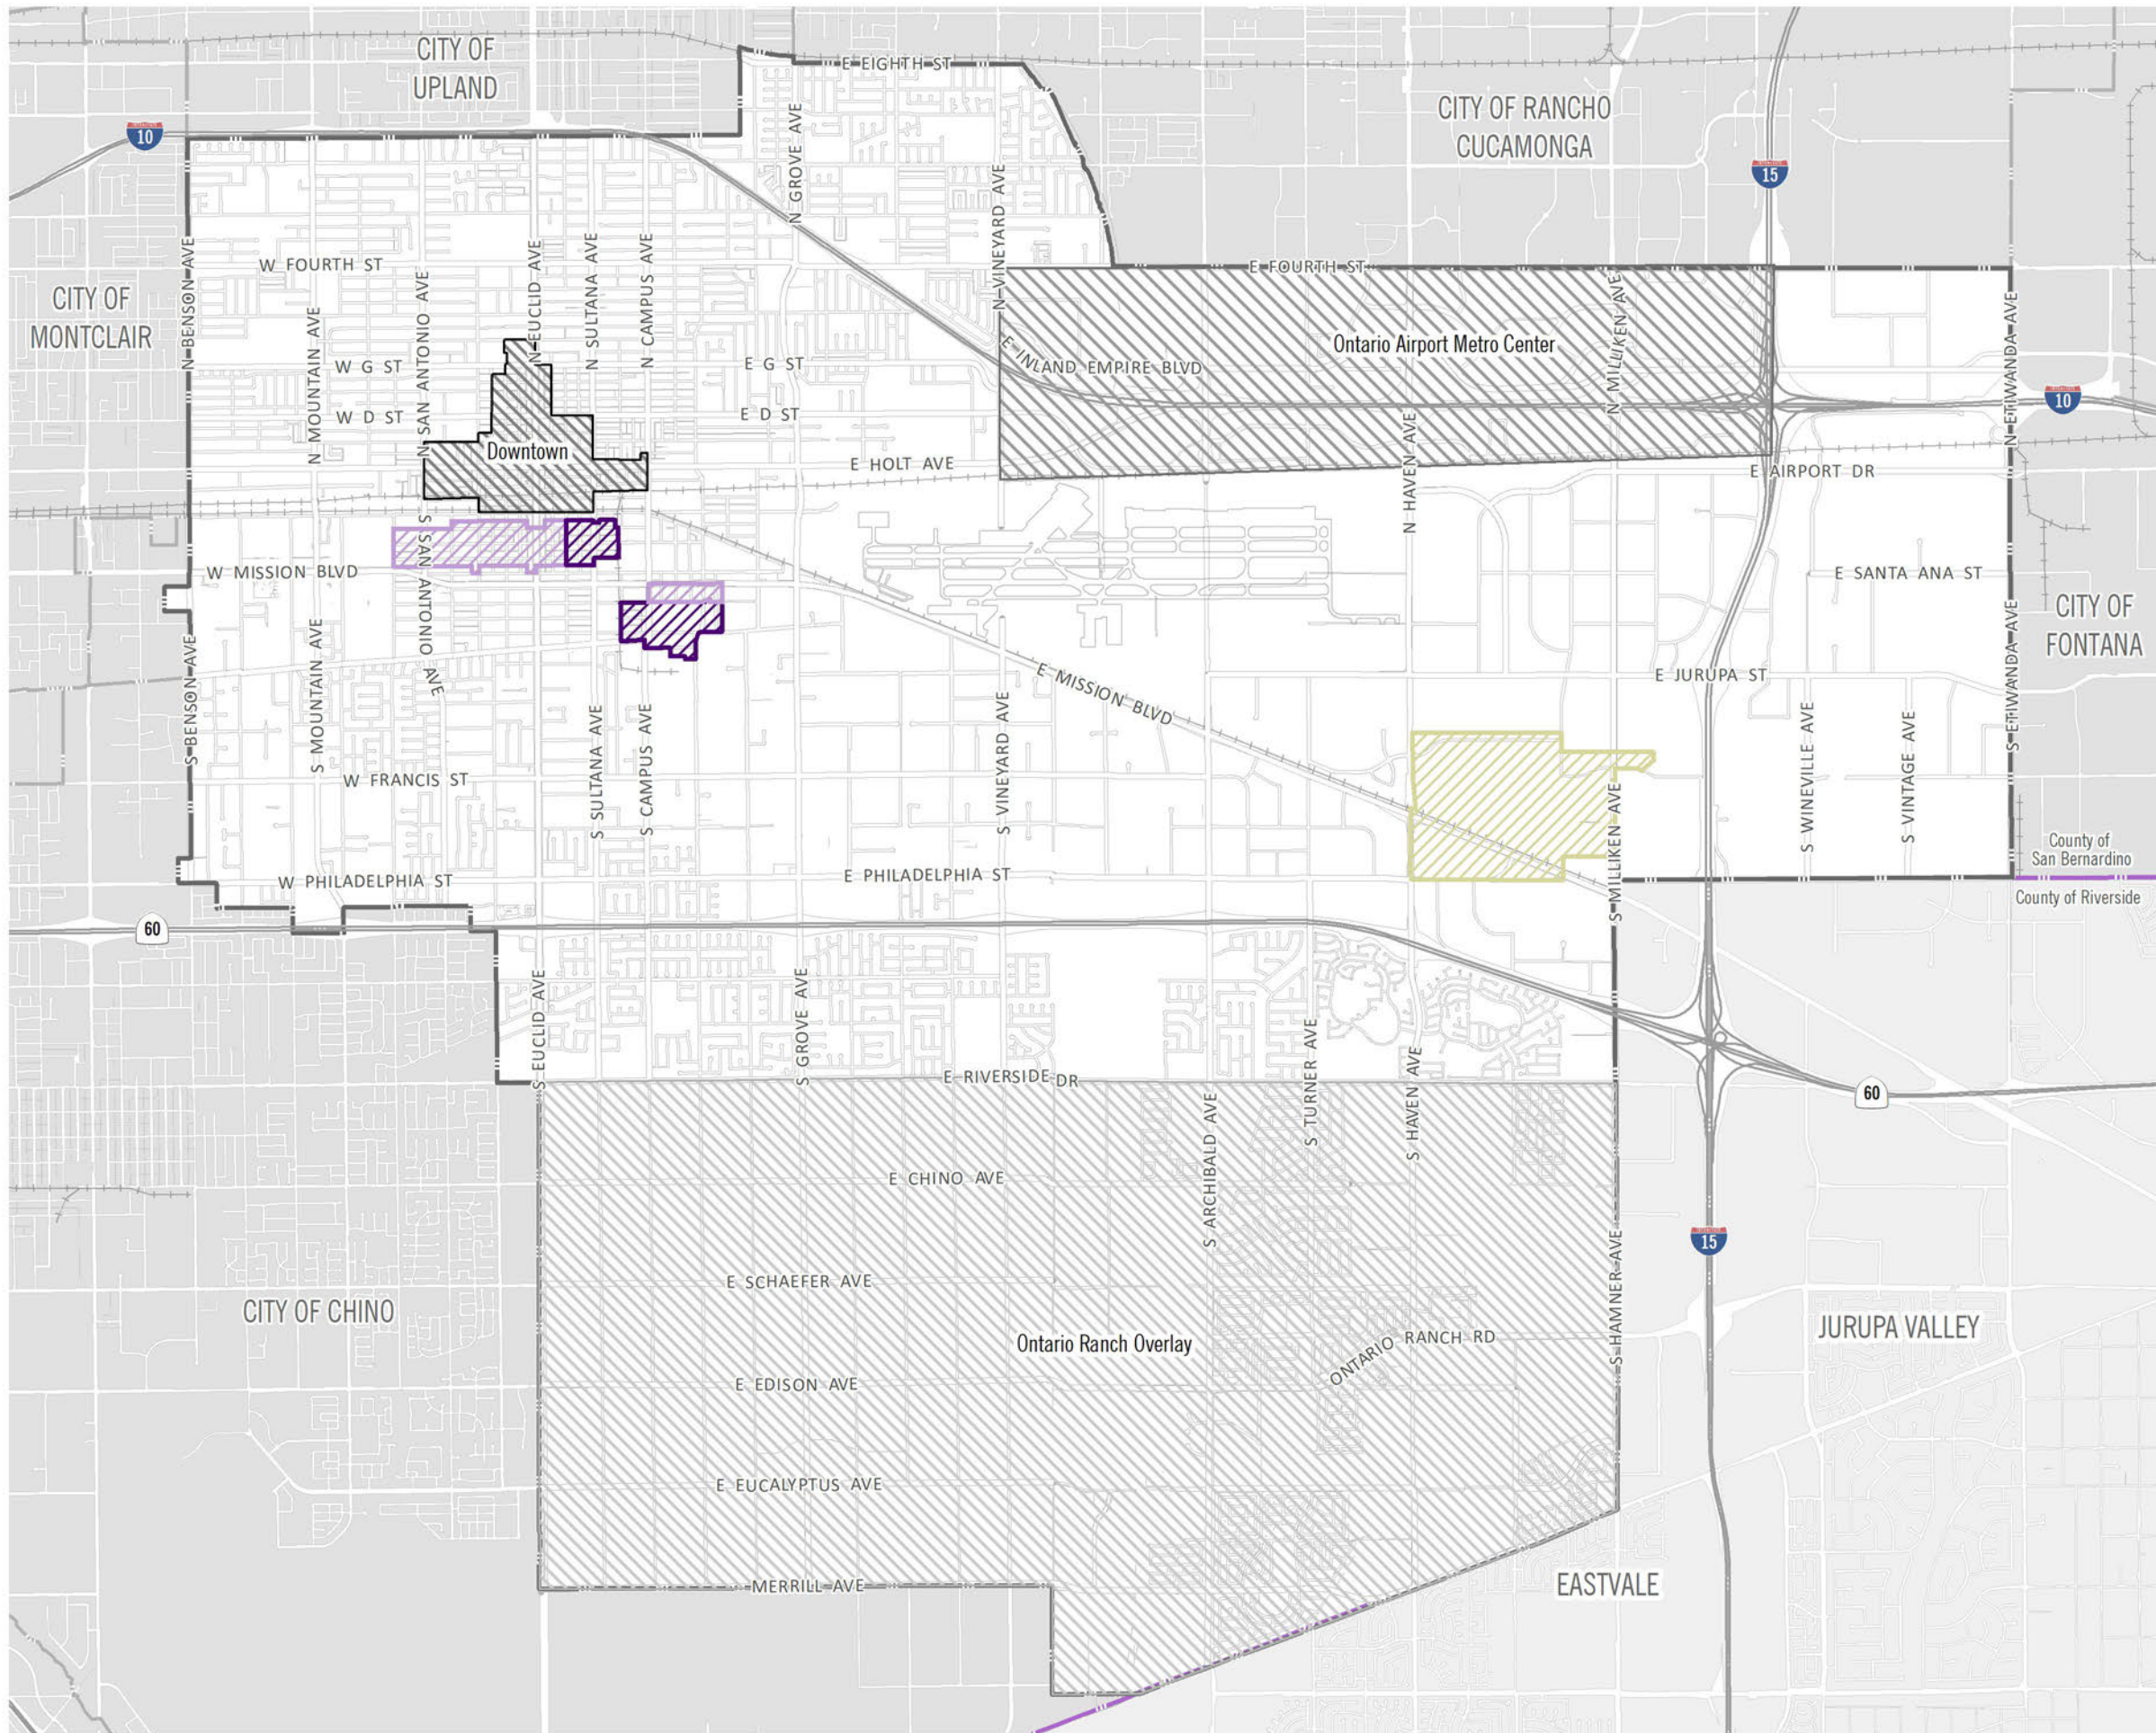 CITY OF
UPLAND
E EIGHTH ST
CITY OF RANCHO
CUCAMONGA
10
15
N GROVE AVE
N VINEYARD AVE
W FOURTH ST
E FOURTH ST
N BENSON AVE
N MOUNTAIN AVE
N SAN ANTONIO AVE
N EUCLID AVE
N SULTANA AVE
N CAMPUS AVE
N MILLIKEN AVE
N ETIWANDA AVE
CITY OF
MONTCLAIR
Ontario Airport Metro Center
E INLAND EMPIRE BLVD
W G ST
E G ST
W D ST
E D ST
10
Downtown
E HOLT AVE
N HAVEN AVE
E AIRPORT DR
W MISSION BLVD
S SAN ANTONIO AVE
E SANTA ANA ST
CITY OF
FONTANA
S BENSON AVE
S MOUNTAIN AVE
E MISSION BLVD
E JURUPA ST
S ETIWANDA AVE
S SULTANA AVE
S CAMPUS AVE
S VINEYARD AVE
S WINEVILLE AVE
S VINTAGE AVE
W FRANCIS ST
S MILLIKEN AVE
County of
San Bernardino
County of Riverside
W PHILADELPHIA ST
E PHILADELPHIA ST
60
S EUCLID AVE
S GROVE AVE
E RIVERSIDE DR
S TURNER AVE
S HAVEN AVE
60
S ARCHIBALD AVE
E CHINO AVE
15
S HAMNER AVE
E SCHAEFER AVE
CITY OF CHINO
Ontario Ranch Overlay
ONTARIO RANCH RD
JURUPA VALLEY
E EDISON AVE
E EUCALYPTUS AVE
MERRILL AVE
EASTVALE